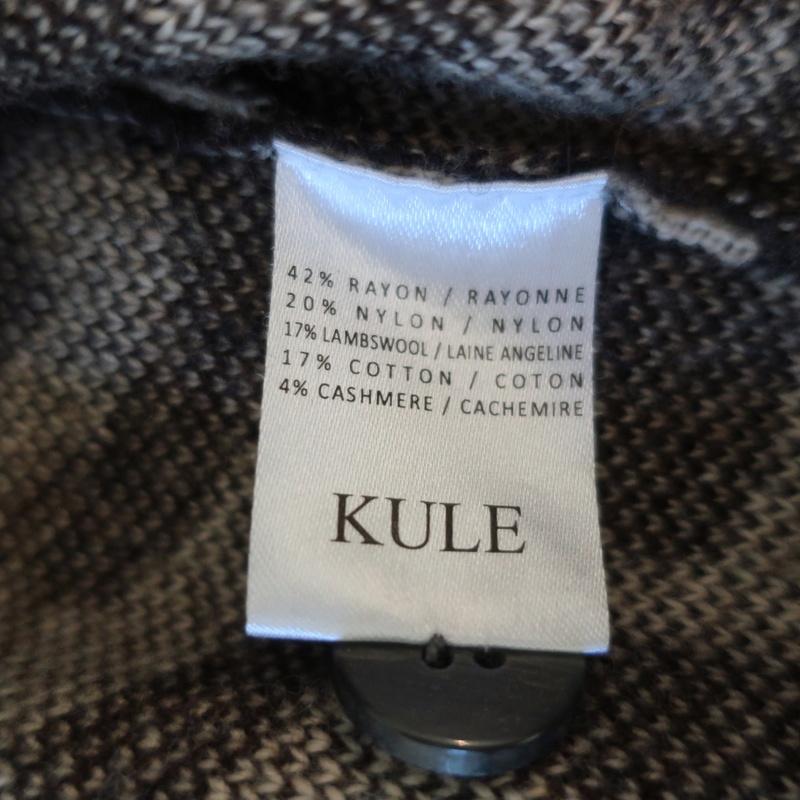 42% RAYON / RAYONNE
20% NYLON / NYLON
17% LAMBSWOOL / LAINE ANGELINE
17% COTTON / COTON
4% CASHMERE / CACHEMIRE
KULE